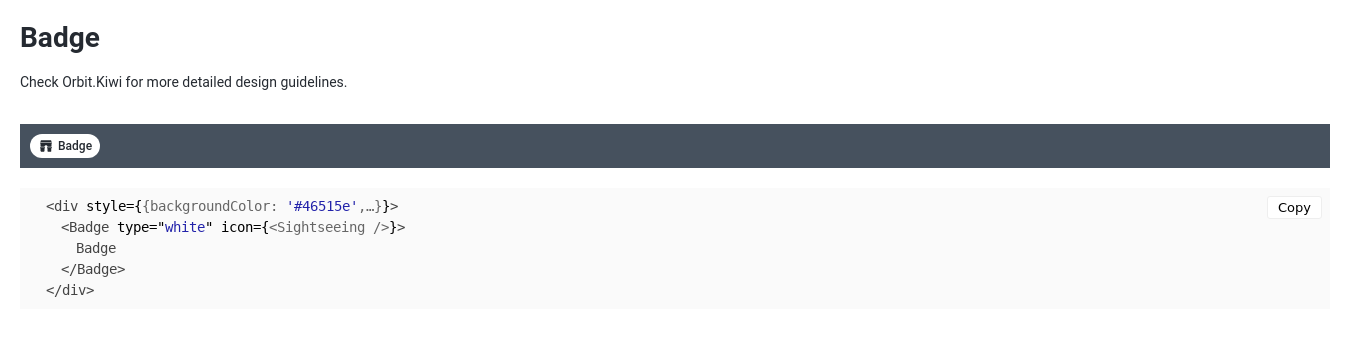 Badge
Check Orbit.Kiwi for more detailed design guidelines.
Badge
<div style={{backgroundColor: '#46515e',…}}>
<Badge type="white" icon={<Sightseeing />}>
Badge
</Badge>
</div>
Copy